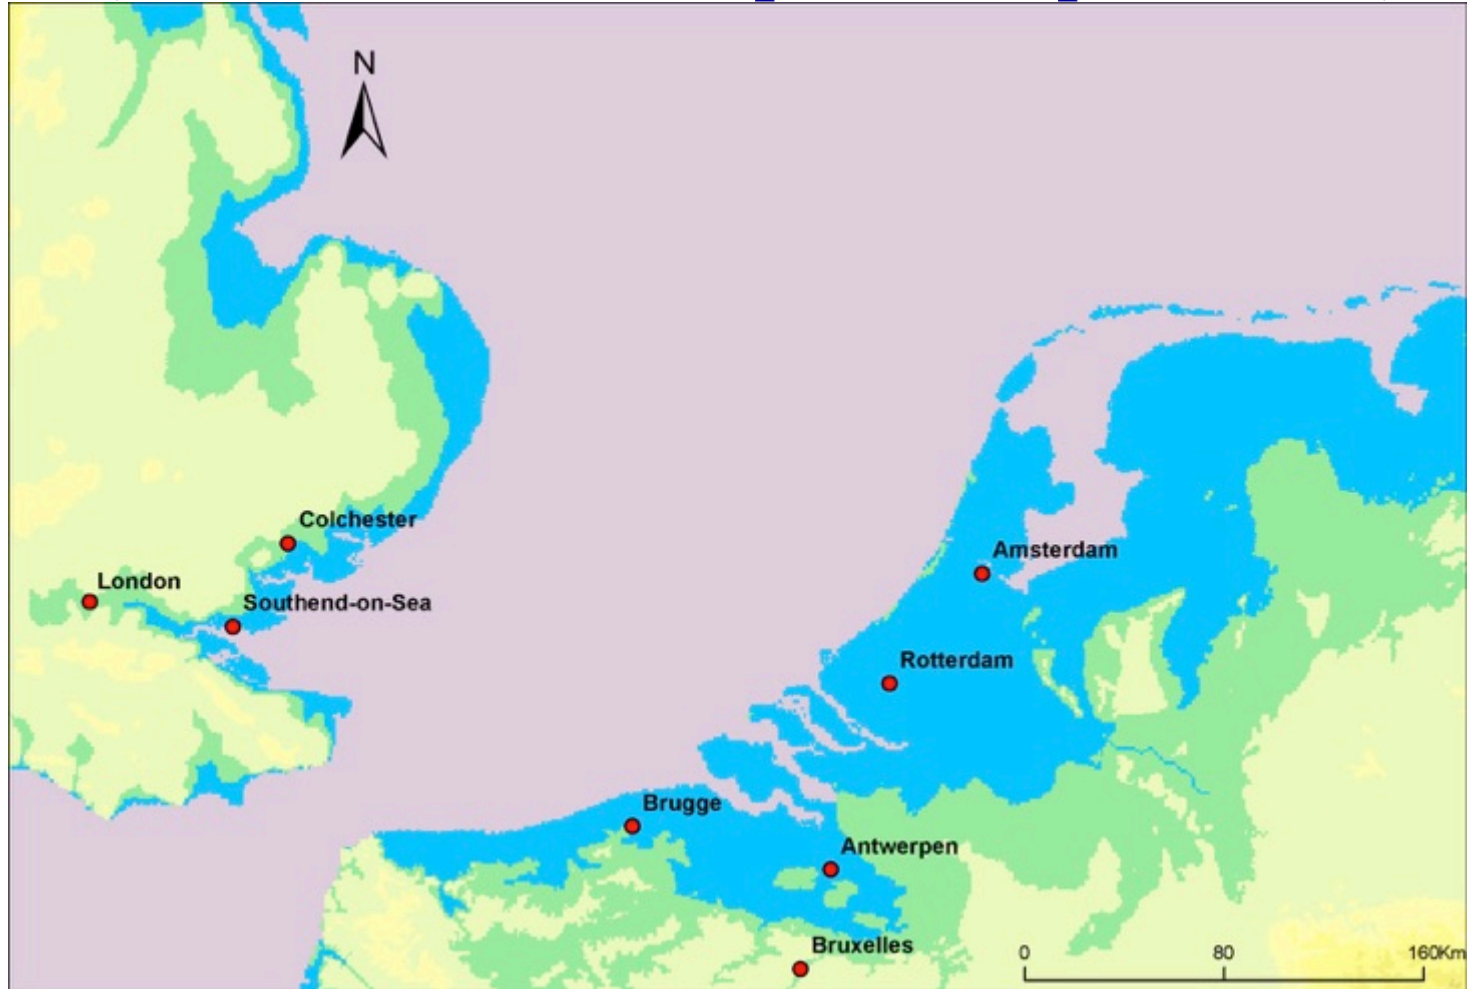 N
Colchester
London
Southend-on-Sea
Amsterdam
Rotterdam
Brugge
Antwerpen
Bruxelles
0 80 160Km